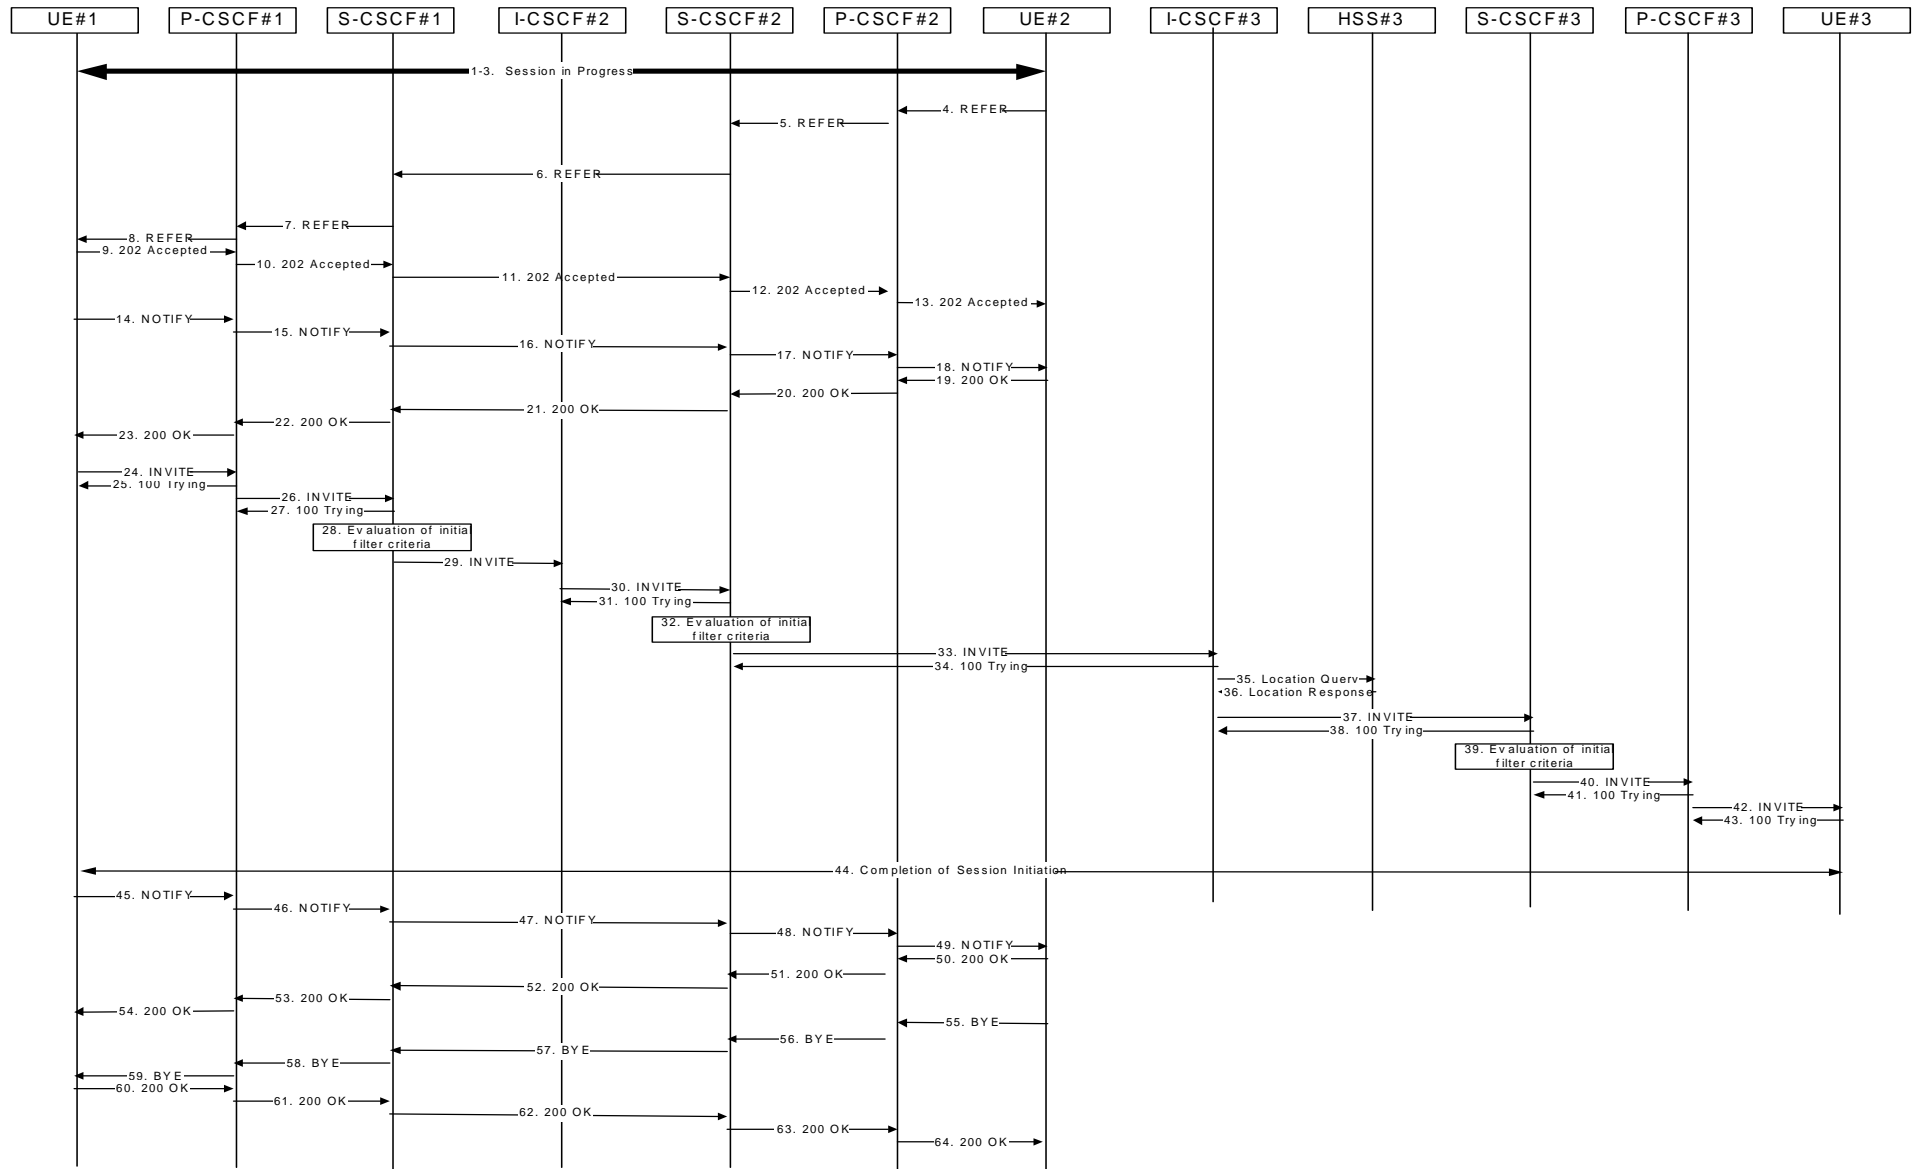 UE#1
P-CSCF#1
S-CSCF#1
I-CSCF#2
S-CSCF#2
P-CSCF#2
UE#2
I-CSCF#3
HSS#3
S-CSCF#3
P-CSCF#3
UE#3
1-3. Session in Progress
4. REFER
5. REFER
6. REFER
7. REFER
8. REFER
9. 202 Accepted
10. 202 Accepted
11. 202 Accepted
12. 202 Accepted
13. 202 Accepted
14. NOTIFY
15. NOTIFY
16. NOTIFY
17. NOTIFY
18. NOTIFY
19. 200 OK
20. 200 OK
21. 200 OK
22. 200 OK
23. 200 OK
24. INVITE
25. 100 Trying
26. INVITE
27. 100 Trying
28. Evaluation of initial
filter criteria
29. INVITE
30. INVITE
31. 100 Trying
32. Evaluation of initial
filter criteria
33. INVITE
34. 100 Trying
35. Location Query
36. Location Response
37. INVITE
38. 100 Trying
39. Evaluation of initial
filter criteria
40. INVITE
41. 100 Trying
42. INVITE
43. 100 Trying
44. Completion of Session Initiation
45. NOTIFY
46. NOTIFY
47. NOTIFY
48. NOTIFY
49. NOTIFY
50. 200 OK
51. 200 OK
52. 200 OK
53. 200 OK
54. 200 OK
55. BYE
56. BYE
57. BYE
58. BYE
59. BYE
60. 200 OK
61. 200 OK
62. 200 OK
63. 200 OK
64. 200 OK